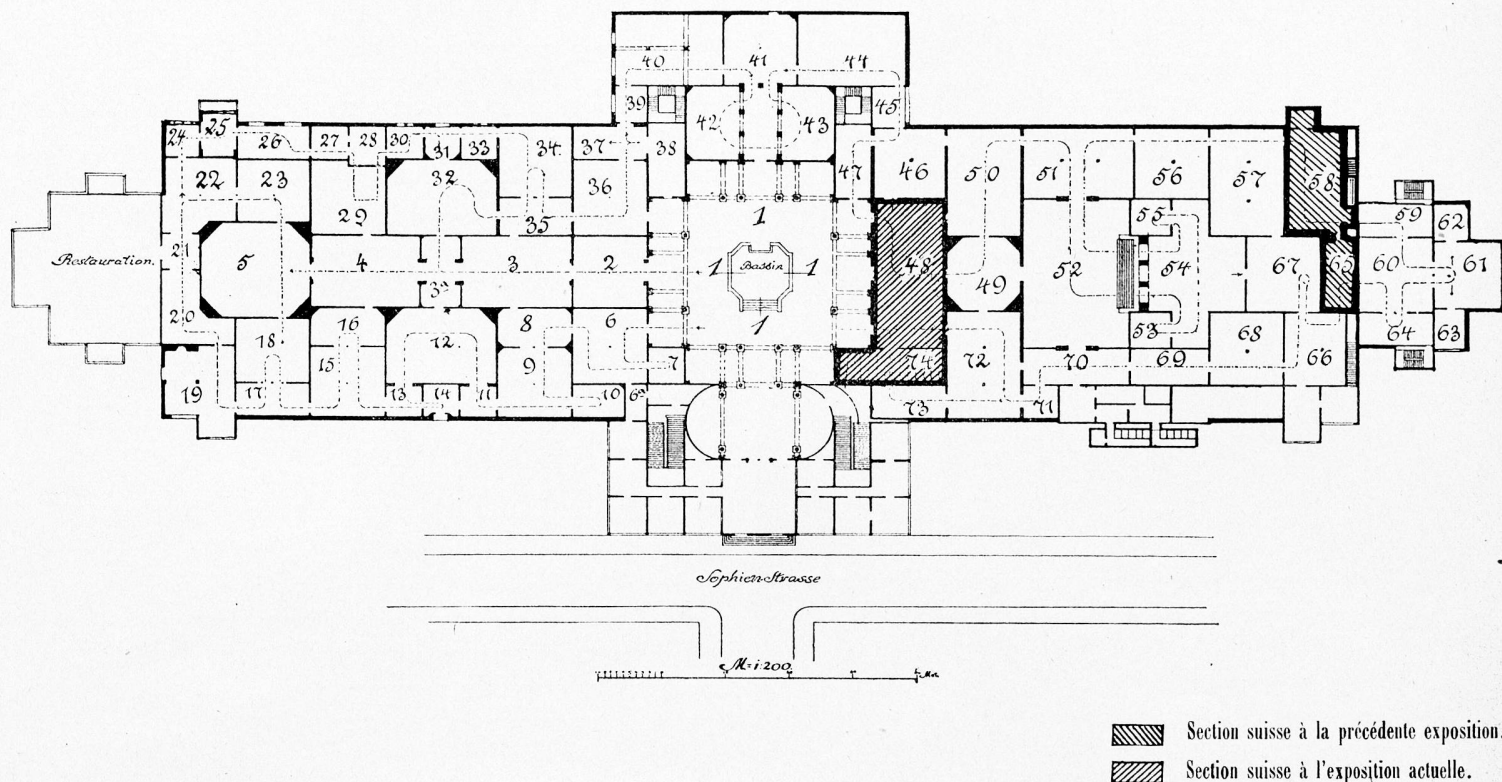 40 41 44
39 45
42 43
24 25 26 27 28 30 31 33 34 37 38 47 46 50 51 56 57 58
22 23 29 32 36 55 59 62
35
21 5 4 3 2 1 1 1 48 49 52 54 67 65 60 61
Restauration.
Bassin
1
20 18 16 12 8 6 53 68 64 63
15 9 7 74 72 70 69 66
19 17 13 14 11 10 73 71
Sophien-Strasse
M=1:200.
Section suisse à la précédente exposition.
Section suisse à l'exposition actuelle.